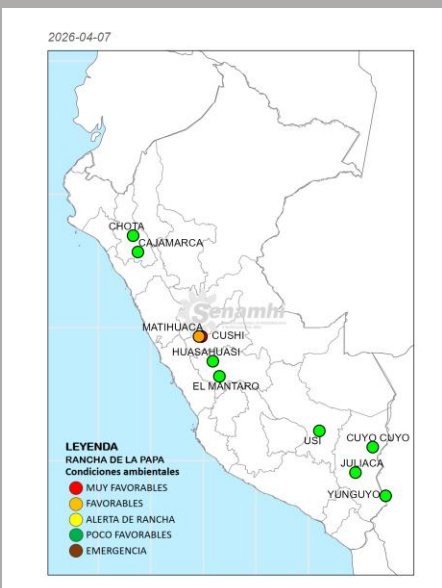 2026-04-07
CHOTA
CAJAMARCA
Senamhi
MATIHUACA
CUSHI
HUASAHUASI
EL MANTARO
USI
CUYO CUYO
JULIACA
YUNGUYO
LEYENDA
RANCHA DE LA PAPA
Condiciones ambientales
MUY FAVORABLES
FAVORABLES
ALERTA DE RANCHA
POCO FAVORABLES
EMERGENCIA